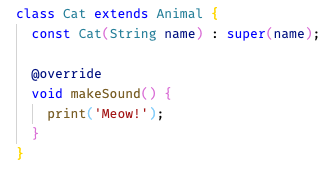 class Cat extends Animal {
  const Cat(String name) : super(name);

  @override
  void makeSound() {
    print('Meow!');
  }
}